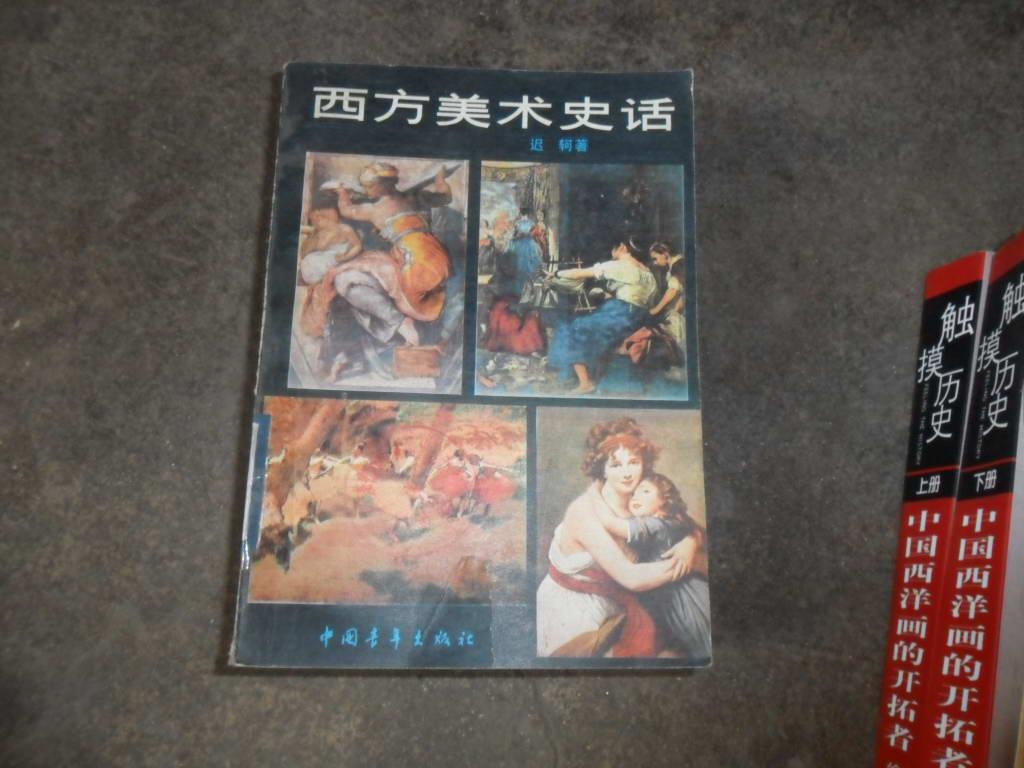 西方美术史话
迟 轲著
中国青年出版社
触摸历史
上册
中国西洋画的开拓者
触摸历史
下册
中国西洋画的开拓者